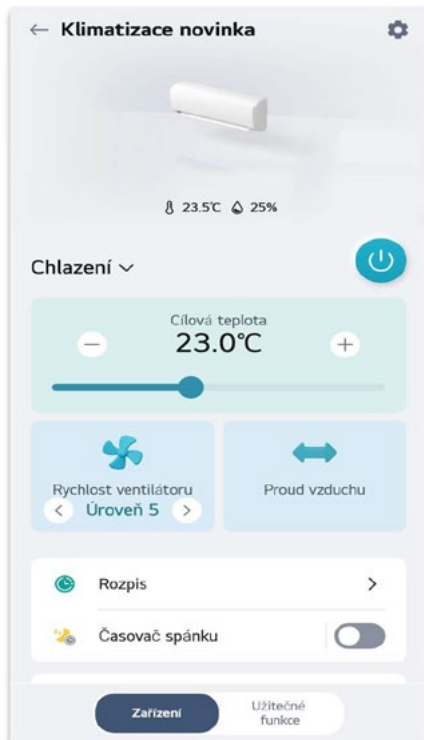 Klimatizace novinka
23.5℃ 25%
Chlazení
Cílová teplota
23.0℃
Rychlost ventilátoru
Úroveň 5
Proud vzduchu
Rozpis
Časovač spánku
Zařízení
Užitečné
funkce